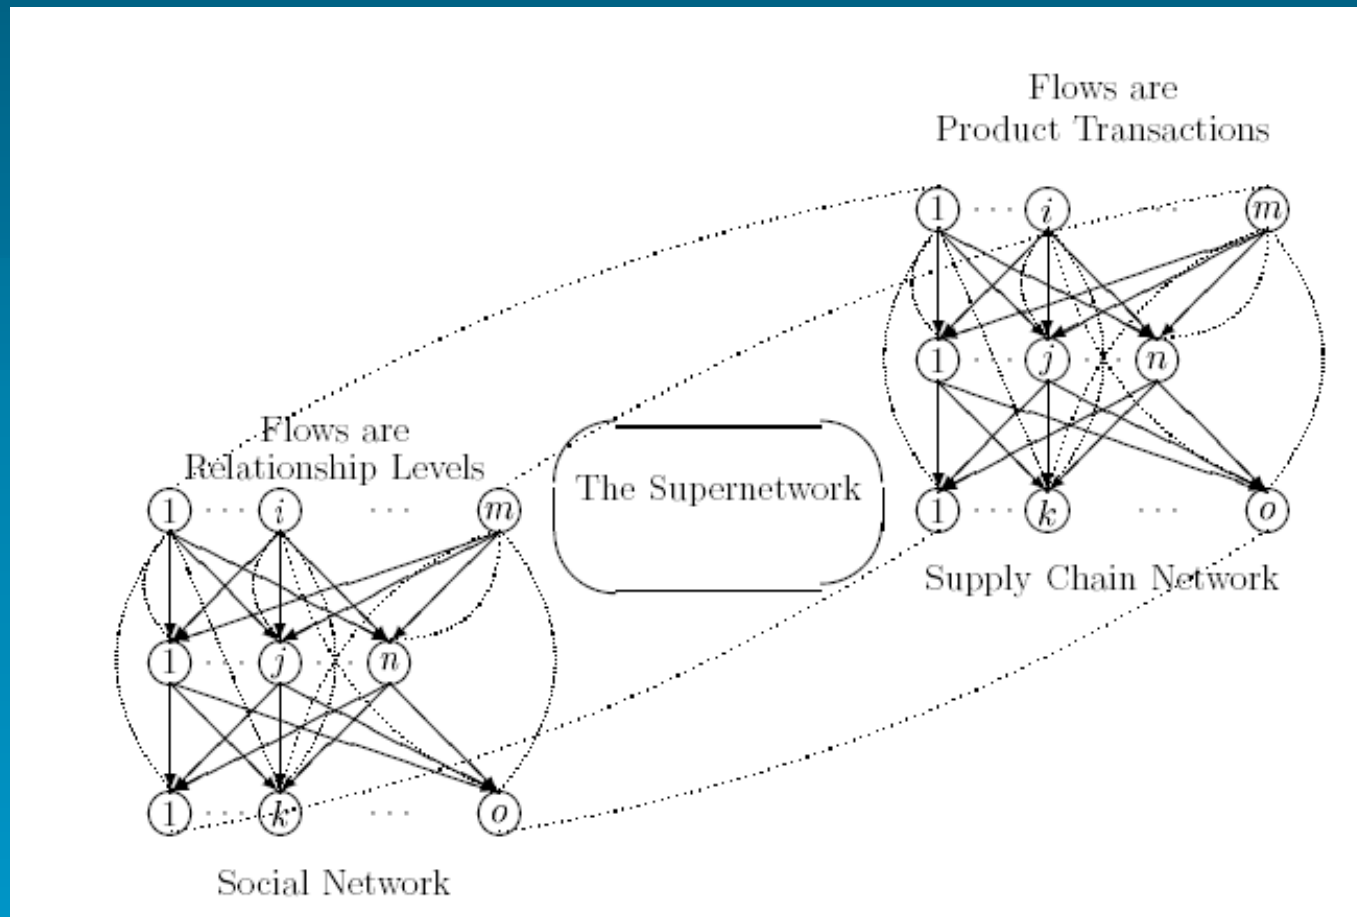 Flows are
Product Transactions
1 ··· i ··· m
1 ··· j ··· n
1 ··· k ··· o
Supply Chain Network
The Supernetwork
Flows are
Relationship Levels
1 ··· i ··· m
1 ··· j ··· n
1 ··· k ··· o
Social Network